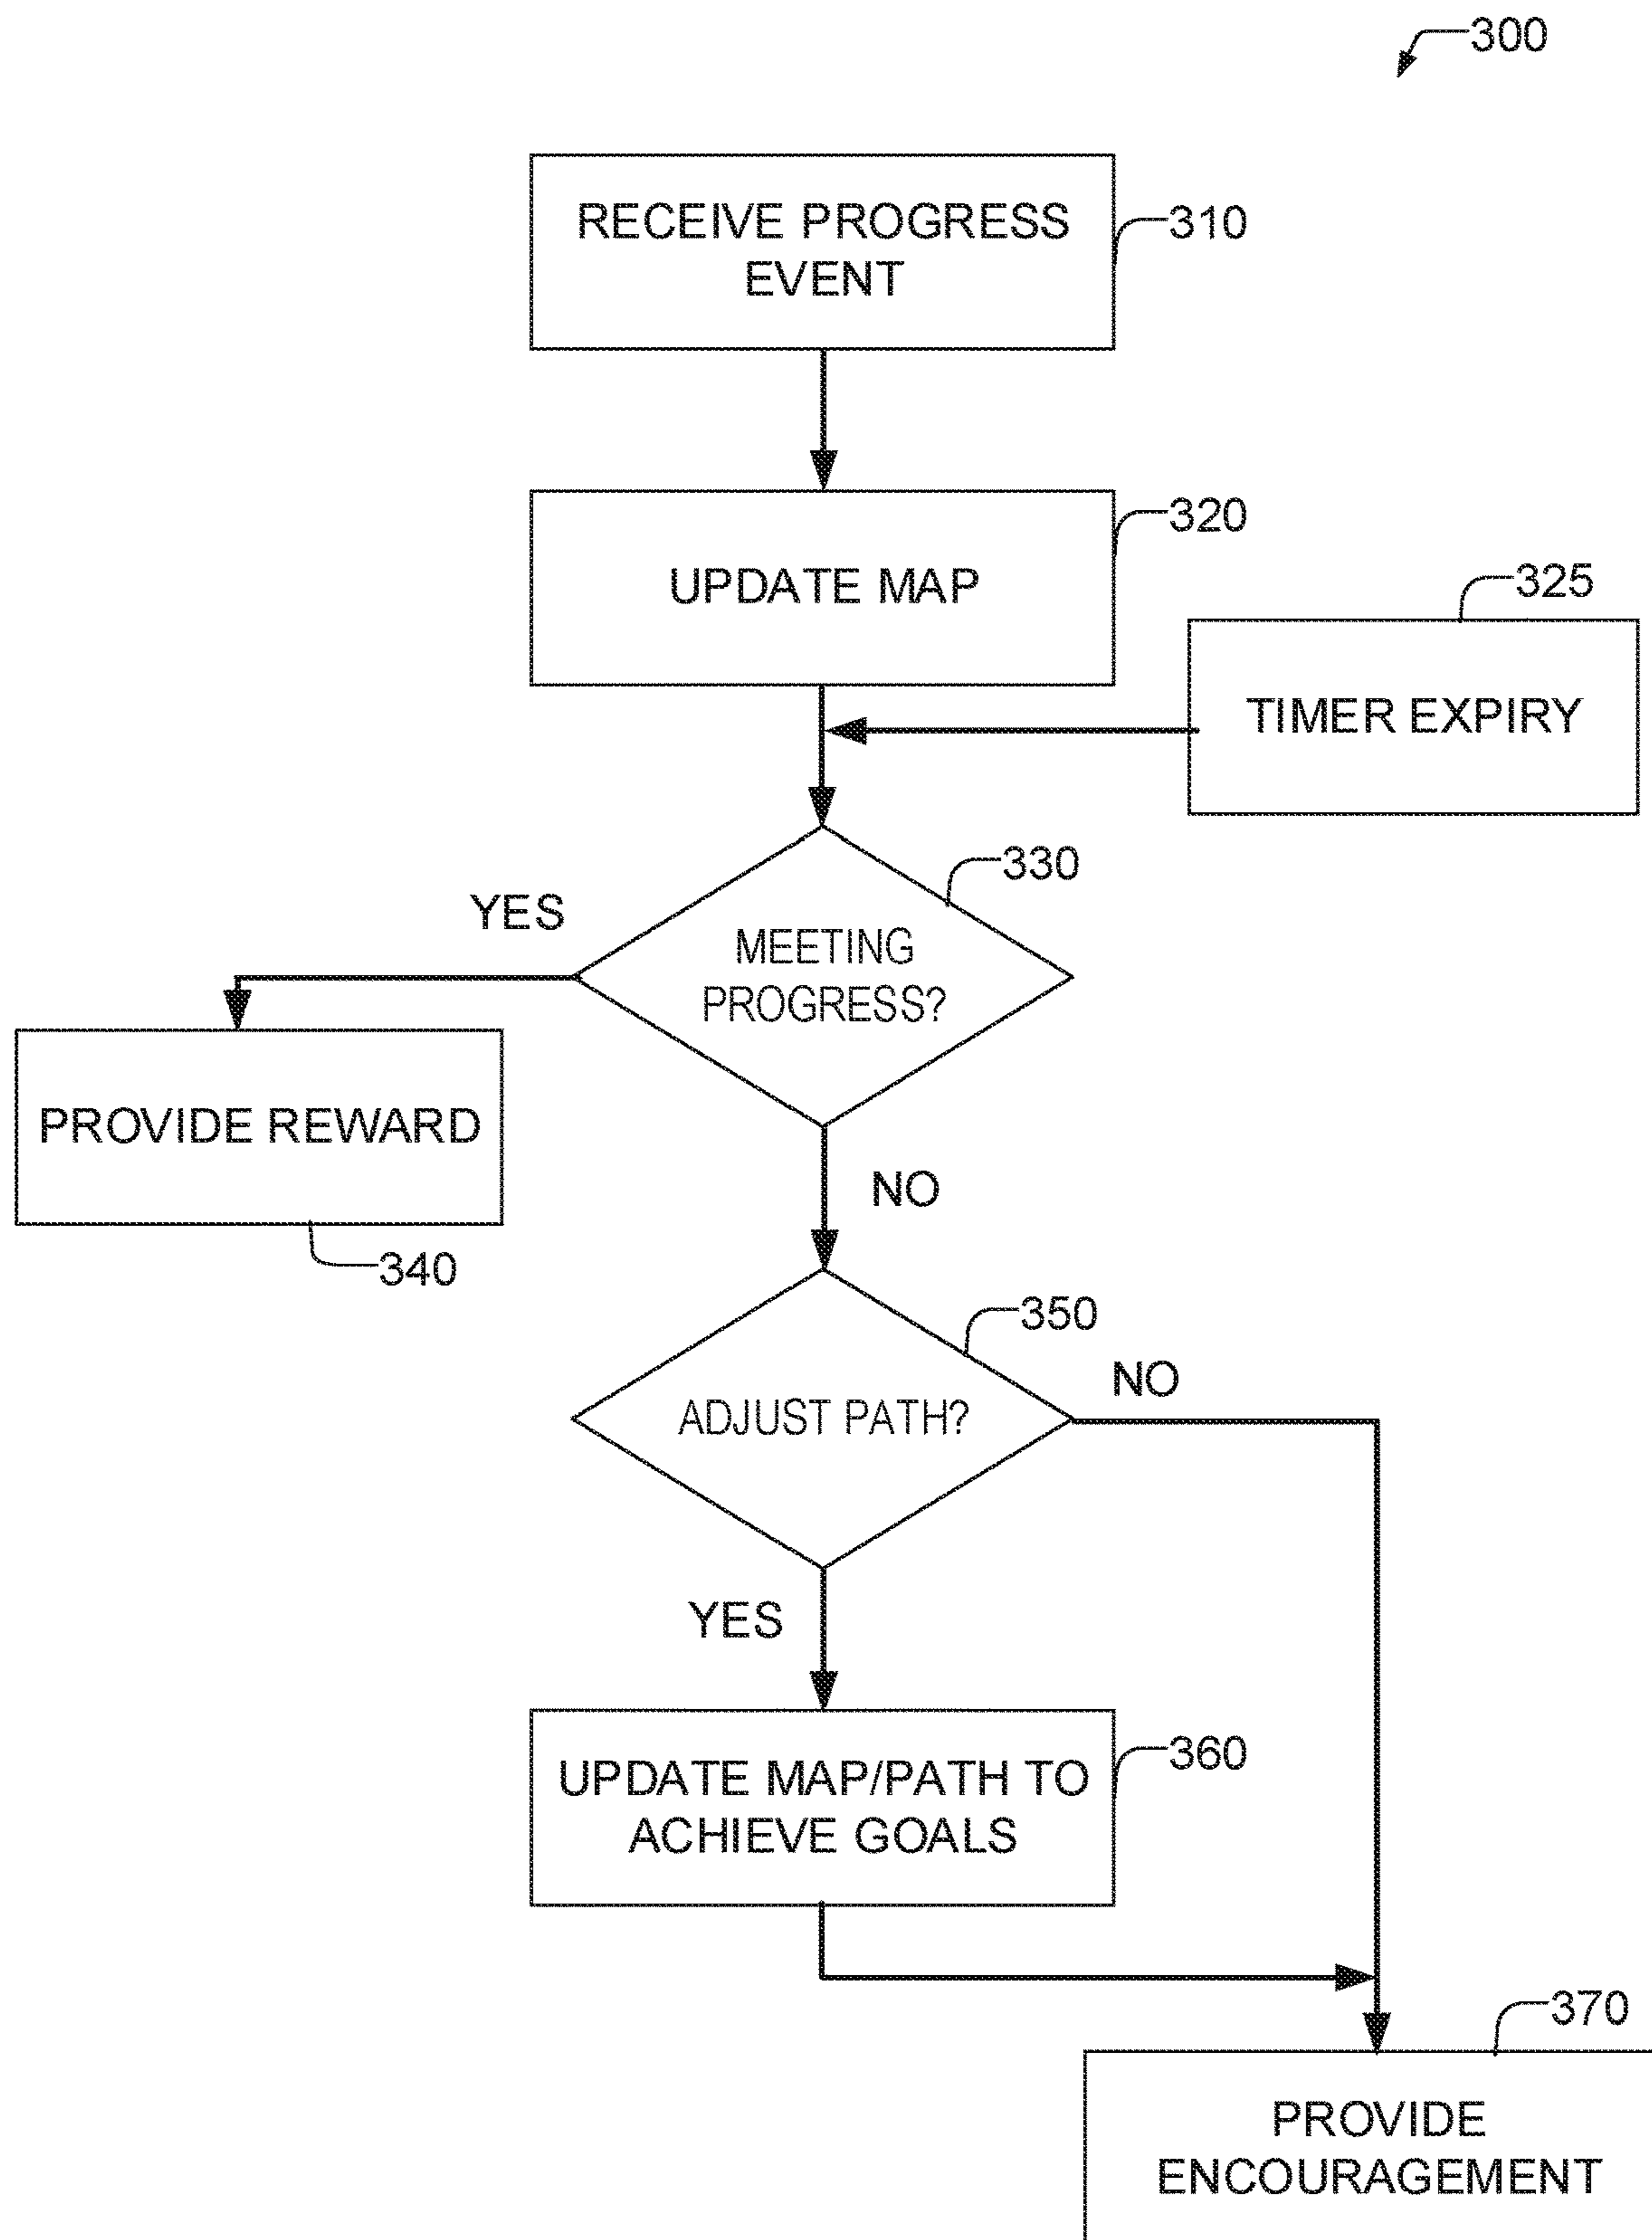 300
RECEIVE PROGRESS
EVENT
310
UPDATE MAP
320
325
TIMER EXPIRY
330
MEETING
PROGRESS?
YES
PROVIDE REWARD
340
NO
350
ADJUST PATH?
NO
YES
UPDATE MAP/PATH TO
ACHIEVE GOALS
360
370
PROVIDE
ENCOURAGEMENT